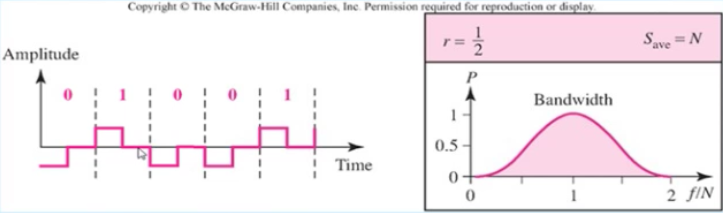 Copyright © The McGraw-Hill Companies, Inc. Permission required for reproduction or display.
Amplitude
0 1 0 0 1
Time
r = 1/2 Save = N
P
Bandwidth
1
0.5
0
0 1 2 f/N